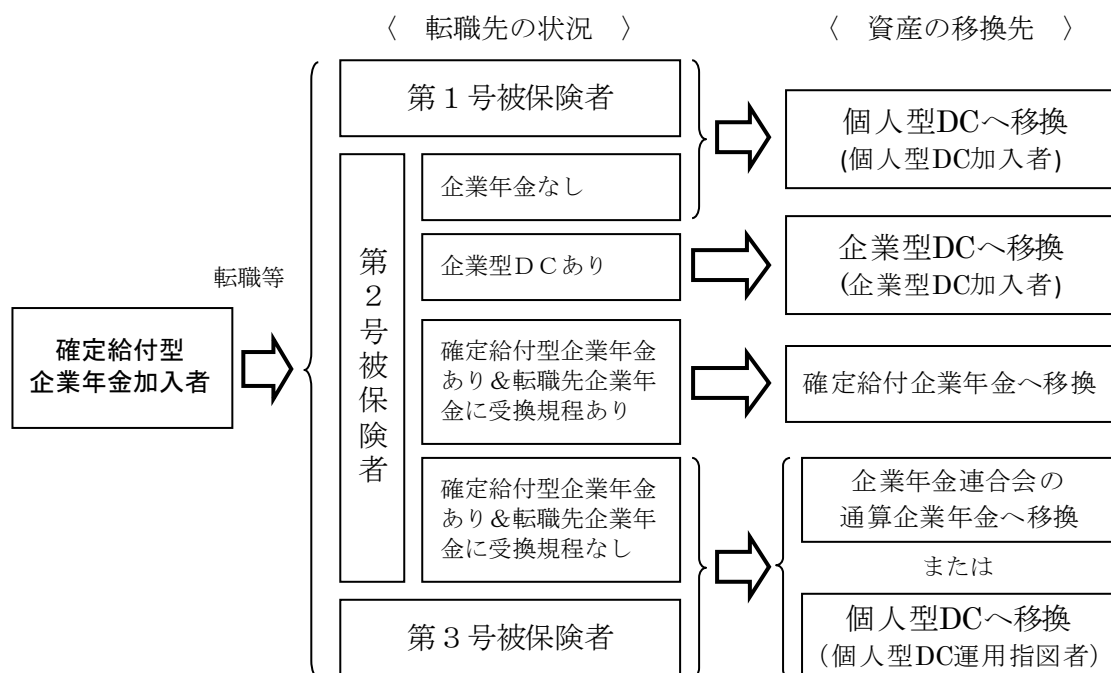 〈　転職先の状況　〉
〈　資産の移換先　〉
転職等
確定給付型
企業年金加入者
第１号被保険者
第２号被保険者
企業年金なし
企業型ＤＣあり
確定給付型企業年金
あり＆転職先企業年
金に受換規程あり
確定給付型企業年金
あり＆転職先企業年
金に受換規程なし
第３号被保険者
個人型DCへ移換
(個人型DC加入者)
企業型DCへ移換
(企業型DC加入者)
確定給付企業年金へ移換
企業年金連合会の
通算企業年金へ移換
または
個人型DCへ移換
（個人型DC運用指図者）